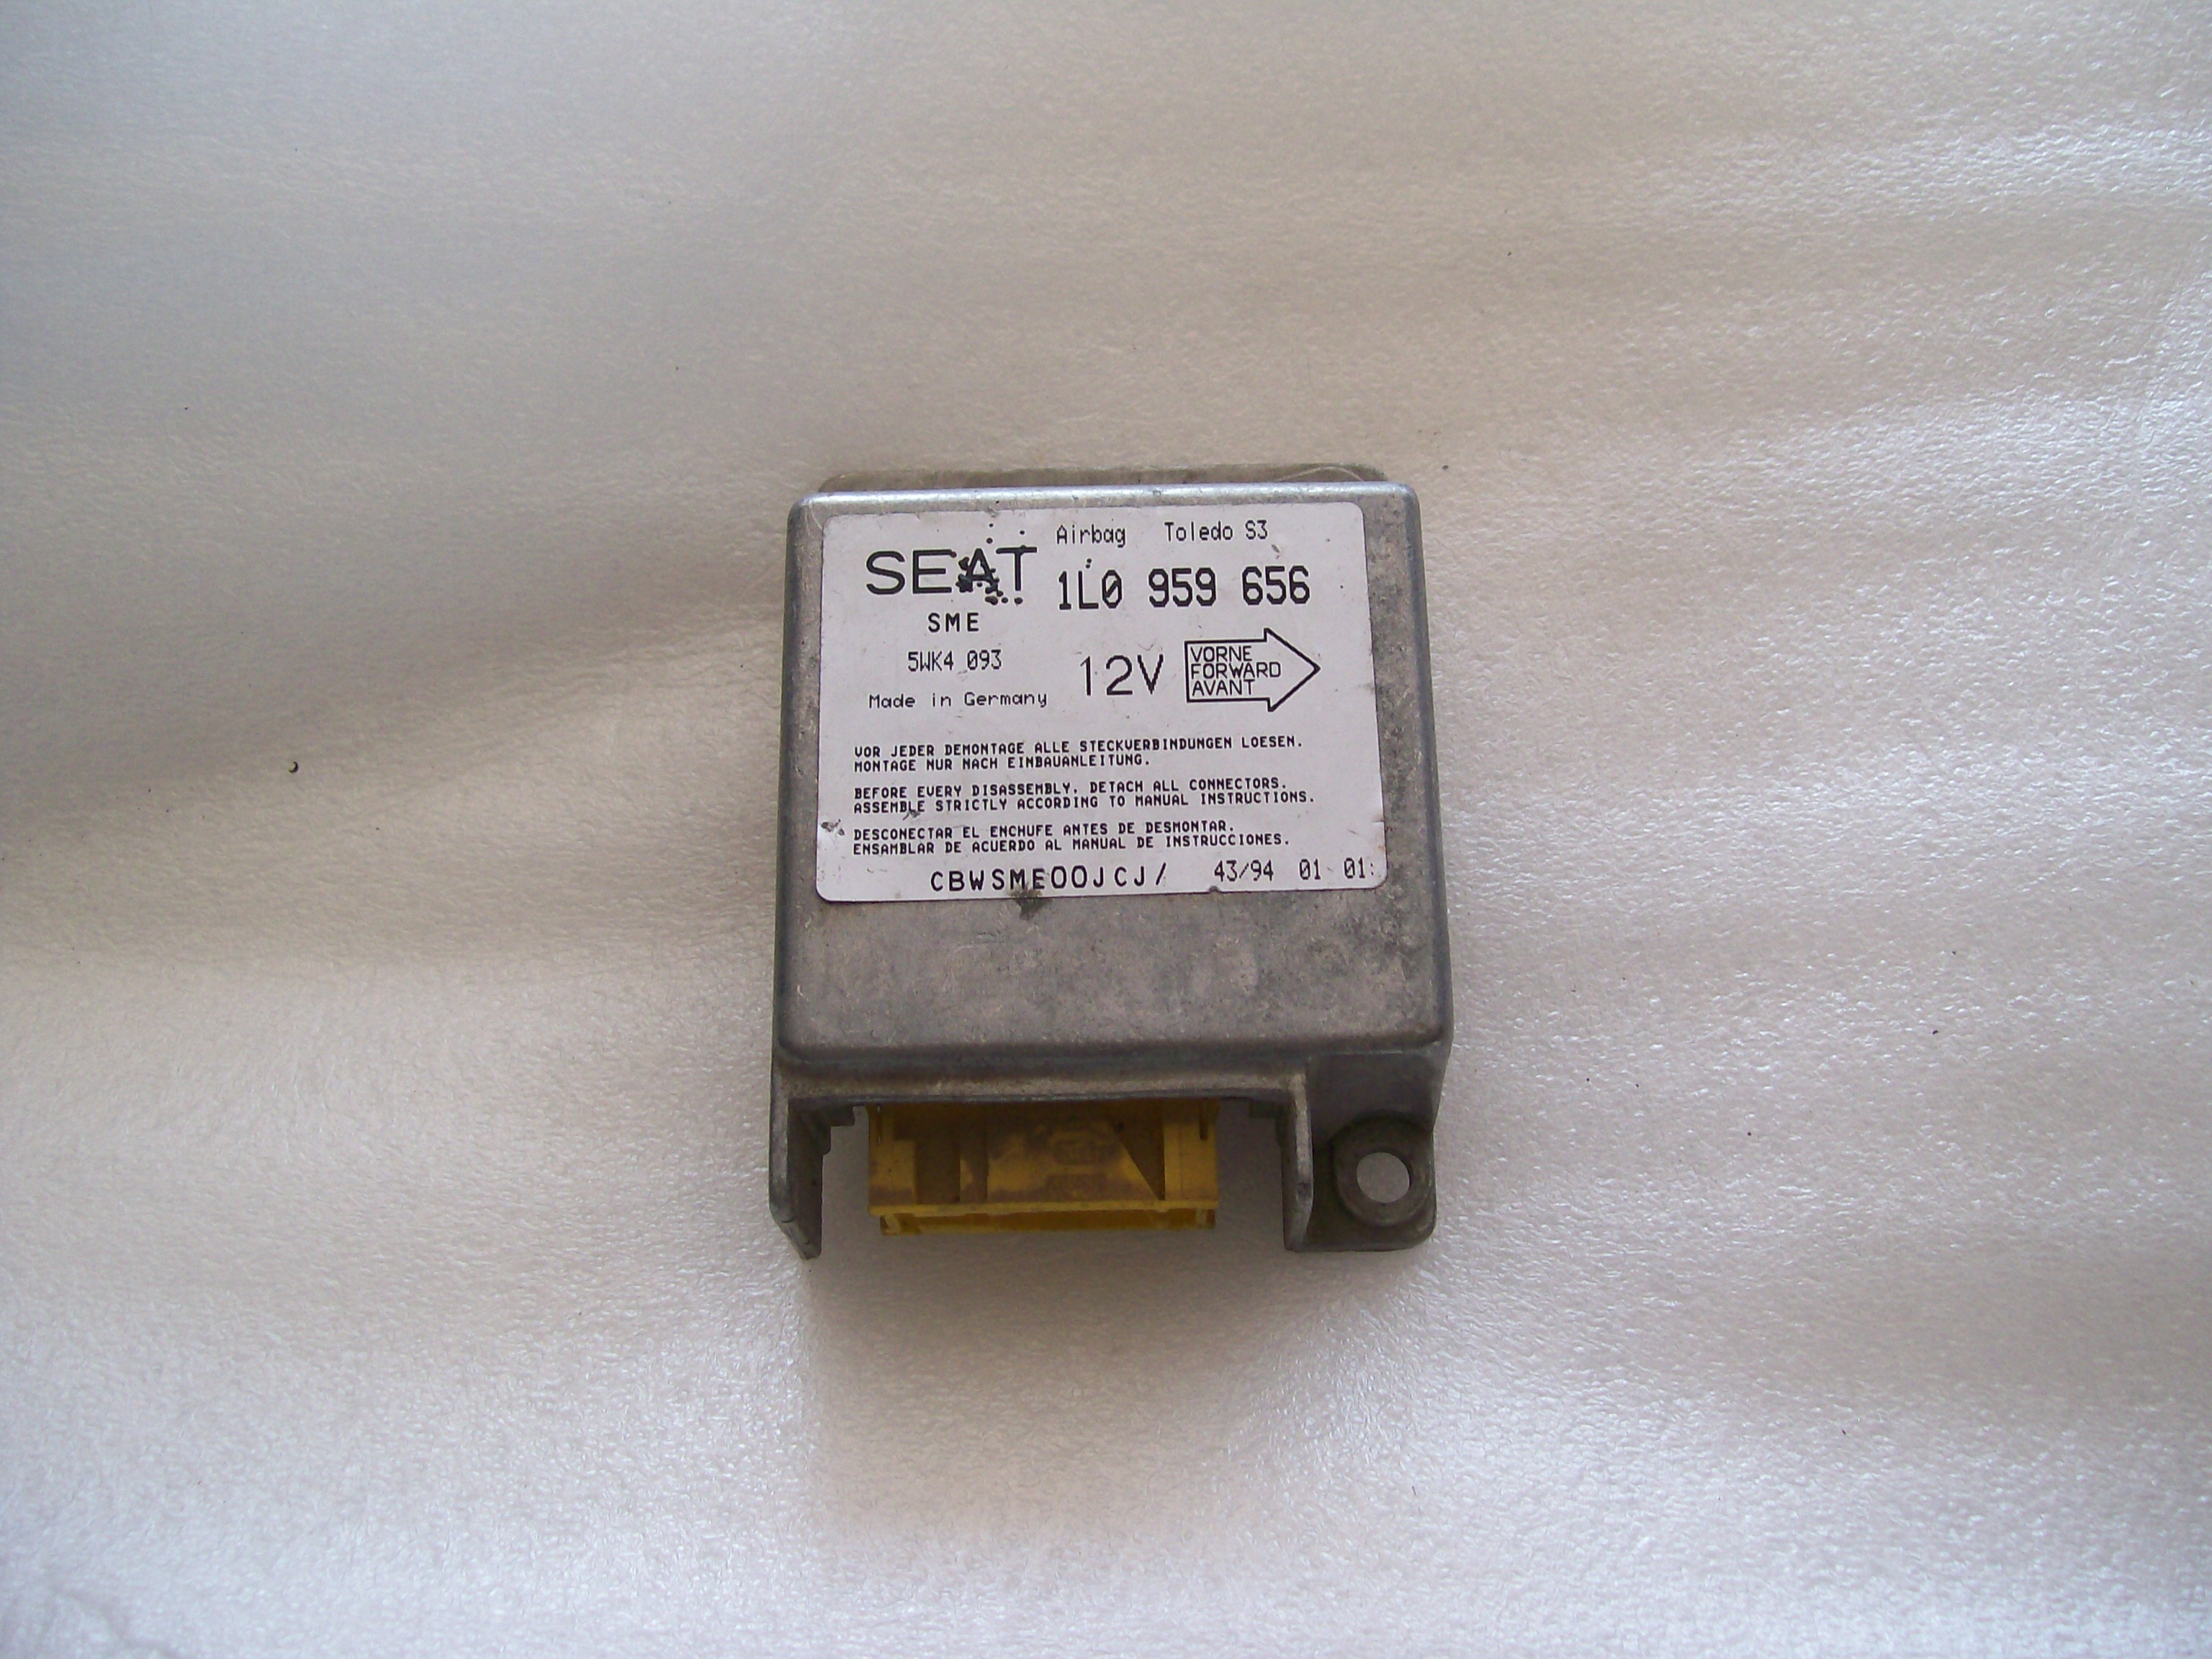 Airbag Toledo S3
SEAT 1L0 959 656
SME
5WK4 093
12V
VORNE
FORWARD
AVANT
Made in Germany
VOR JEDER DEMONTAGE ALLE STECKVERBINDUNGEN LOESEN.
MONTAGE NUR NACH EINBAUANLEITUNG.
BEFORE EVERY DISASSEMBLY, DETACH ALL CONNECTORS.
ASSEMBLE STRICTLY ACCORDING TO MANUAL INSTRUCTIONS.
DESCONECTAR EL ENCHUFE ANTES DE DESMONTAR.
ENSAMBLAR DE ACUERDO AL MANUAL DE INSTRUCCIONES.
CBWSME00JCJ/ 43/94 01 01: